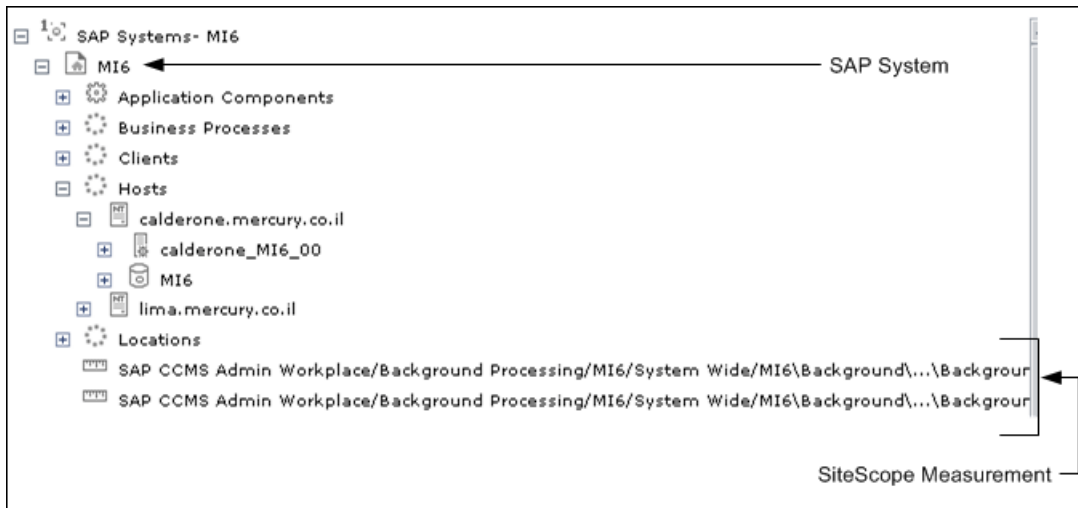 SAP Systems- MI6
MI6
SAP System
Application Components
Business Processes
Clients
Hosts
calderone.mercury.co.il
calderone_MI6_00
MI6
lima.mercury.co.il
Locations
SAP CCMS Admin Workplace/Background Processing/MI6/System Wide/MI6\Background\...\Backgrour
SAP CCMS Admin Workplace/Background Processing/MI6/System Wide/MI6\Background\...\Backgrour
SiteScope Measurement